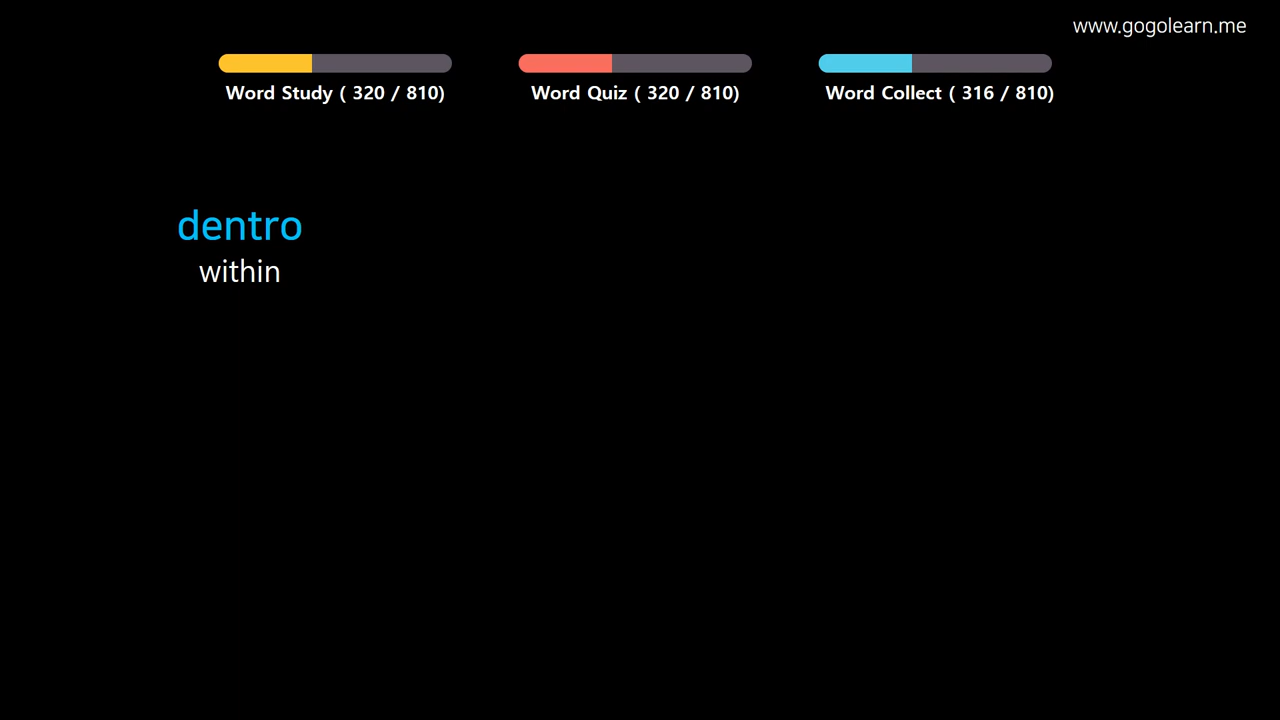 www.gogolearn.me
Word Study ( 320 / 810)
Word Quiz ( 320 / 810)
Word Collect ( 316 / 810)
dentro
within